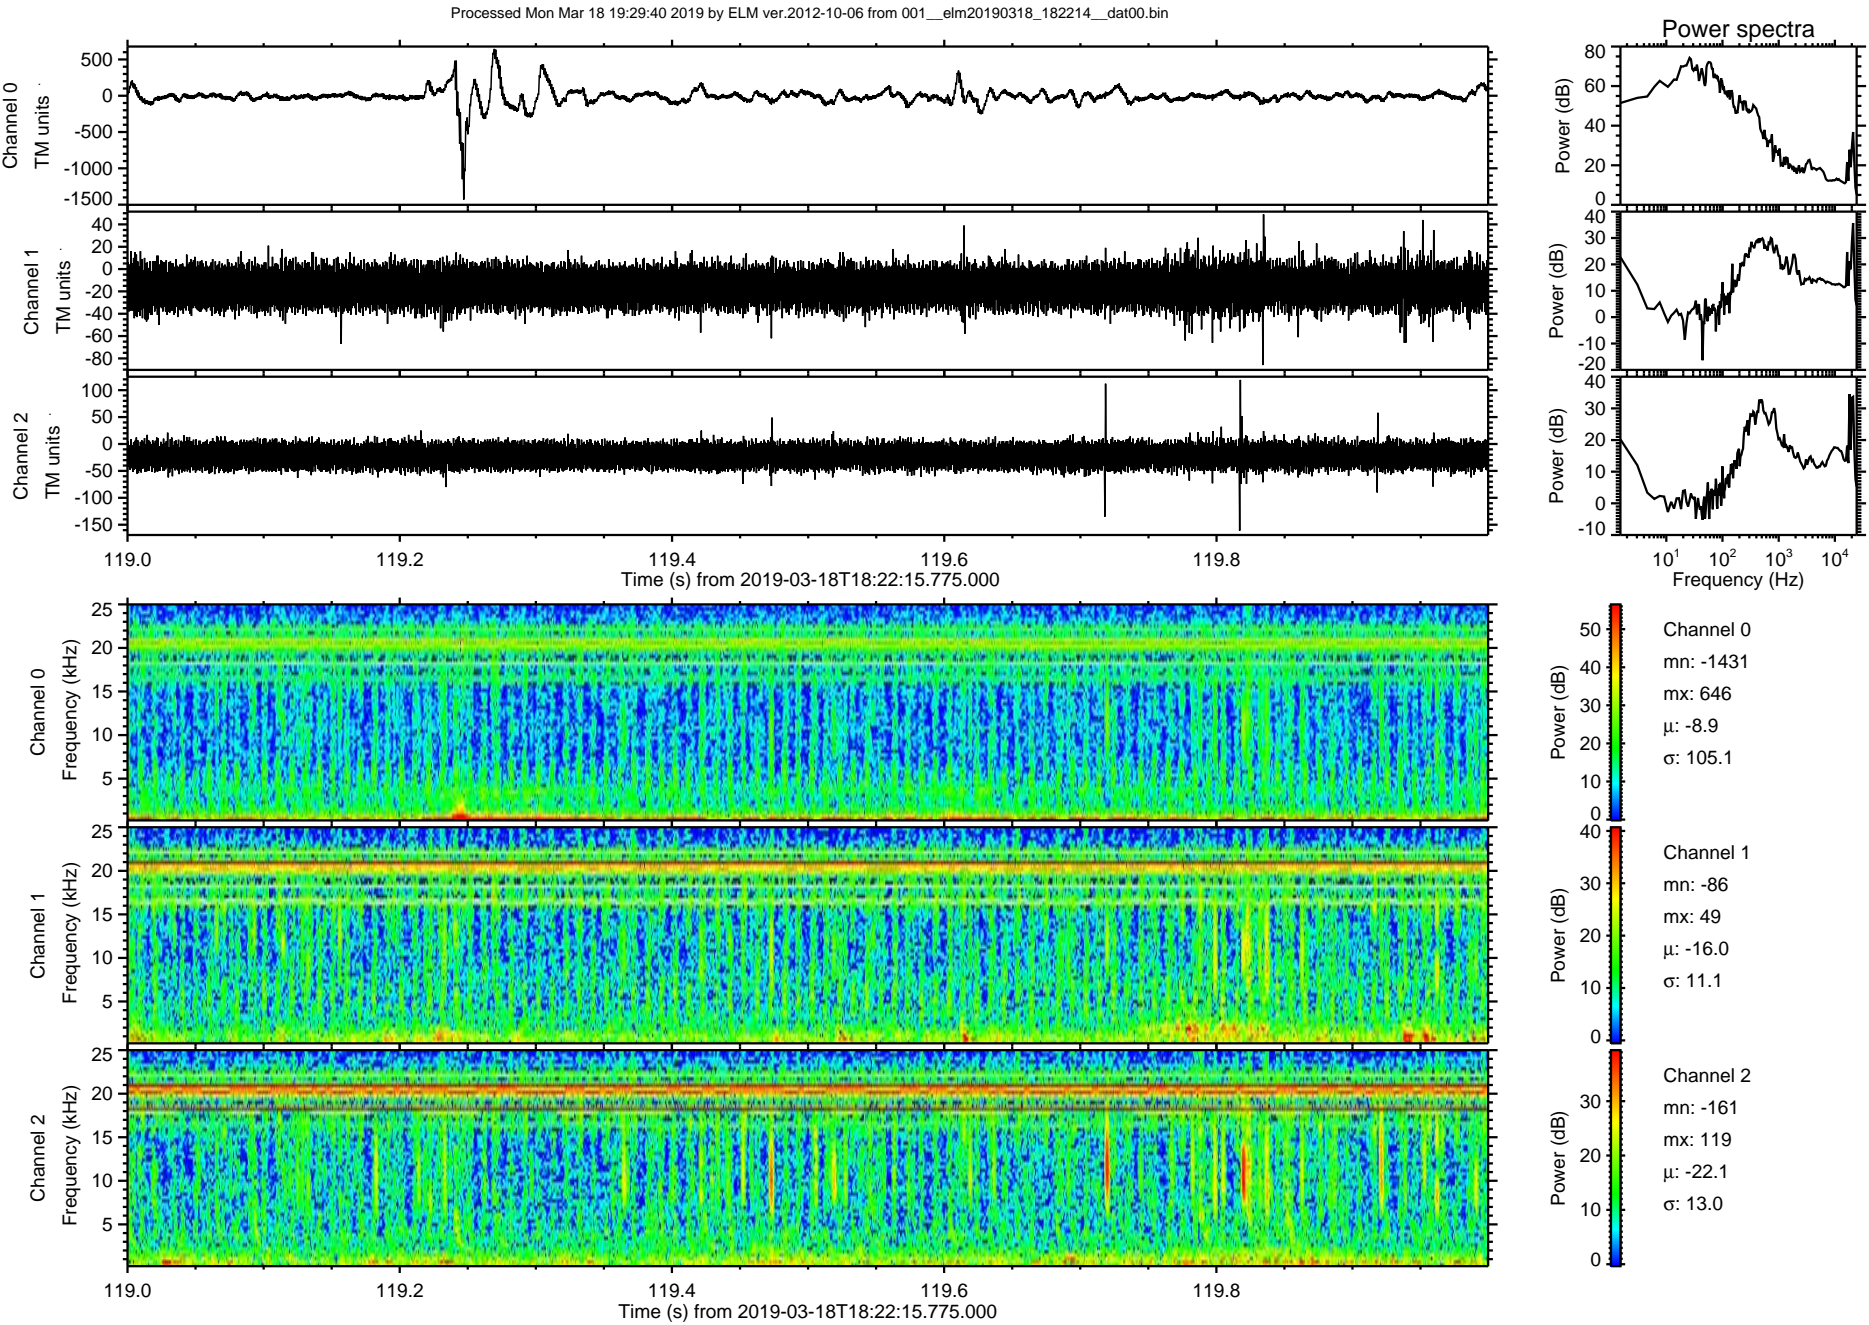 Processed Mon Mar 18 19:29:40 2019 by ELM ver.2012-10-06 from 001__elm20190318_182214__dat00.bin
Power spectra
Channel 0
TM units
500
0
-500
-1000
-1500
Power (dB)
80
60
40
20
0
Channel 1
TM units
40
20
0
-20
-40
-60
-80
Power (dB)
40
30
20
10
0
-10
-20
Channel 2
TM units
100
50
0
-50
-100
-150
Power (dB)
40
30
20
10
0
-10
119.0 119.2 119.4 119.6 119.8
Time (s) from 2019-03-18T18:22:15.775.000
10^1 10^2 10^3 10^4
Frequency (Hz)
Channel 0
Frequency (kHz)
25
20
15
10
5
Power (dB)
50
40
30
20
10
0
Channel 0
mn: -1431
mx: 646
μ: -8.9
σ: 105.1
Channel 1
Frequency (kHz)
25
20
15
10
5
Power (dB)
40
30
20
10
0
Channel 1
mn: -86
mx: 49
μ: -16.0
σ: 11.1
Channel 2
Frequency (kHz)
25
20
15
10
5
Power (dB)
30
20
10
0
Channel 2
mn: -161
mx: 119
μ: -22.1
σ: 13.0
119.0 119.2 119.4 119.6 119.8
Time (s) from 2019-03-18T18:22:15.775.000